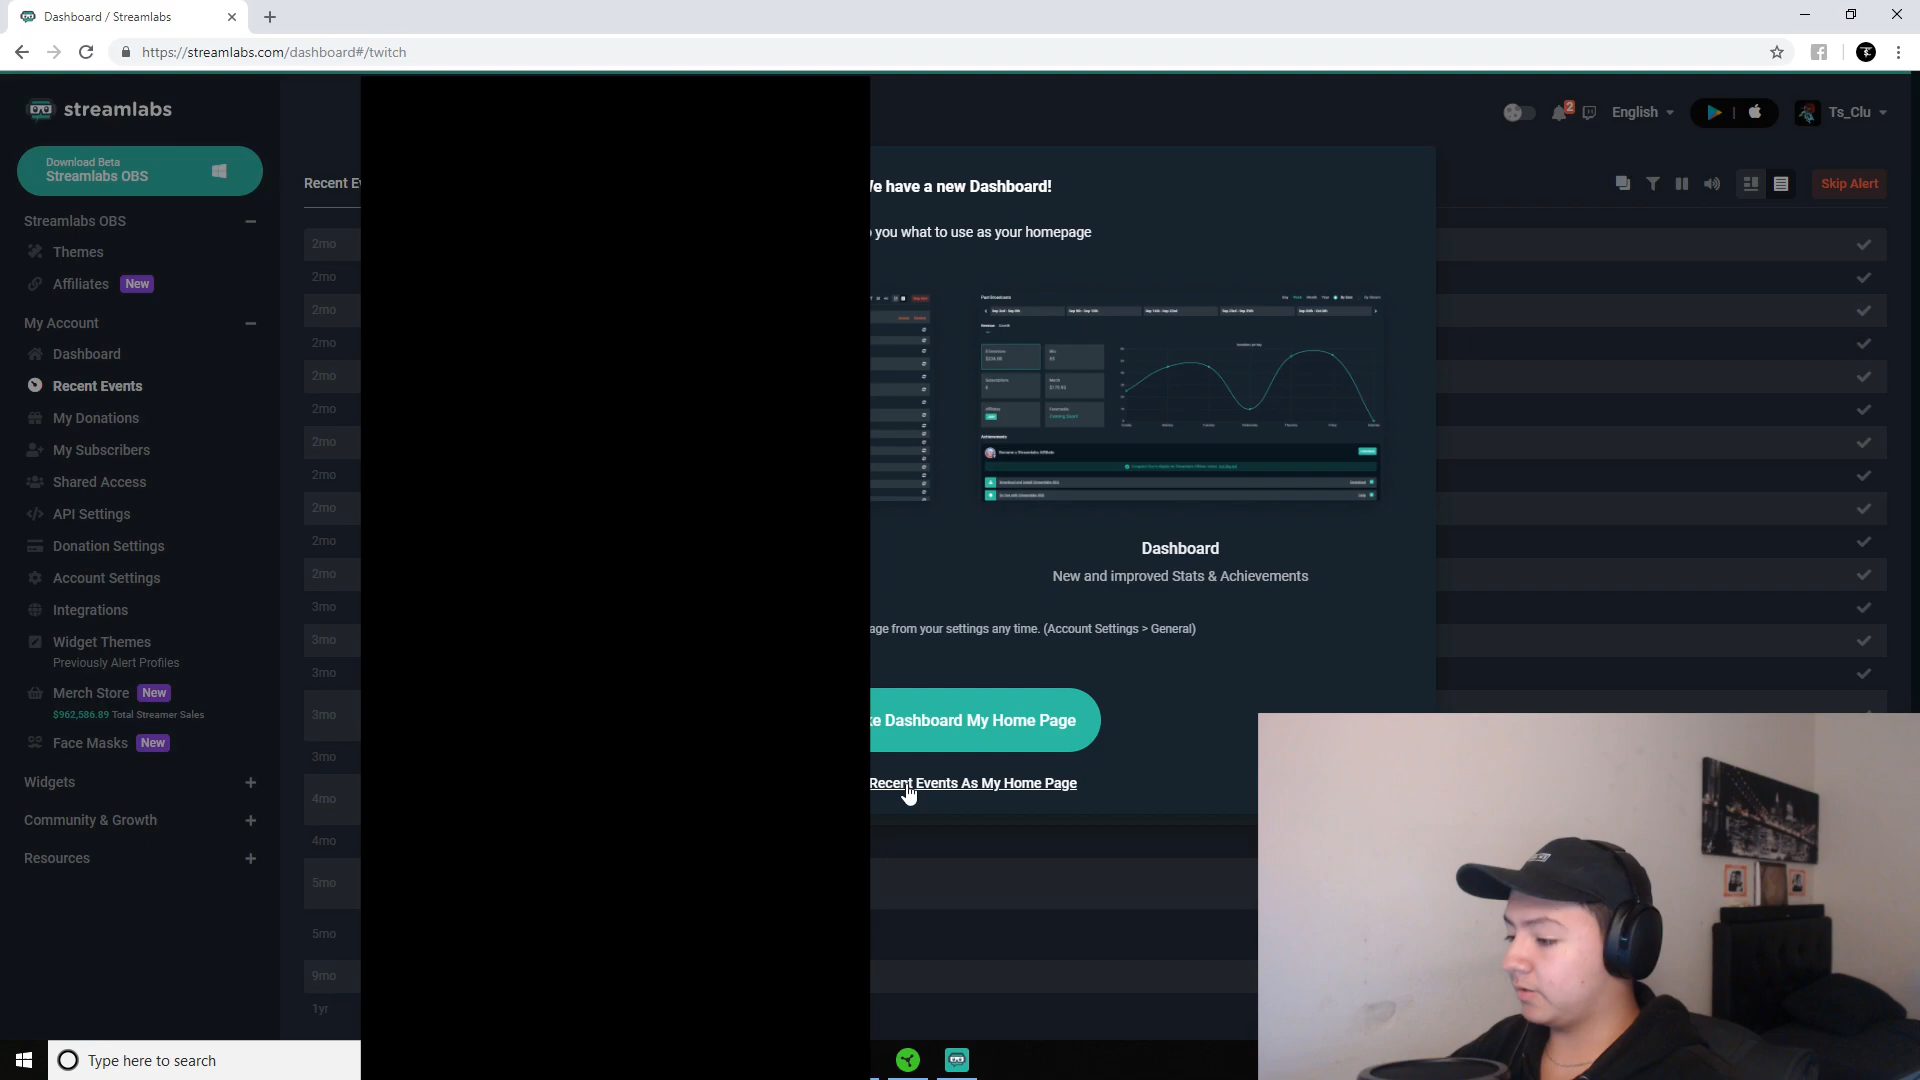 Dashboard / Streamlabs
https://streamlabs.com/dashboard#/twitch
streamlabs
2
English
Ts_Clu
Download Beta
Streamlabs OBS
Recent E
Skip Alert
Streamlabs OBS
Themes
Affiliates New
My Account
Dashboard
Recent Events
My Donations
My Subscribers
Shared Access
API Settings
Donation Settings
Account Settings
Integrations
Widget Themes
Previously Alert Profiles
Merch Store New
$962,586.89 Total Streamer Sales
Face Masks New
Widgets
Community & Growth
Resources
2mo
2mo
2mo
2mo
2mo
2mo
2mo
2mo
2mo
2mo
2mo
3mo
3mo
3mo
3mo
3mo
4mo
4mo
5mo
5mo
9mo
1yr
e have a new Dashboard!
you what to use as your homepage
Past Broadcasts
Achievements
Dashboard
New and improved Stats & Achievements
age from your settings any time. (Account Settings > General)
ke Dashboard My Home Page
Recent Events As My Home Page
Type here to search